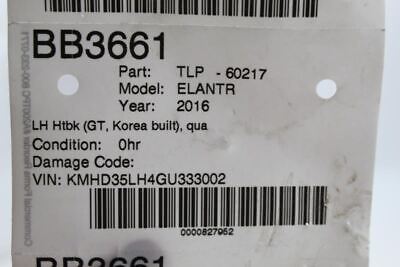 BB3661
Part: TLP - 60217
Model: ELANTR
Year: 2016
LH Htbk (GT, Korea built), qua
Condition: 0hr
Damage Code:
VIN: KMHD35LH4GU333002
0000827952
BB3661